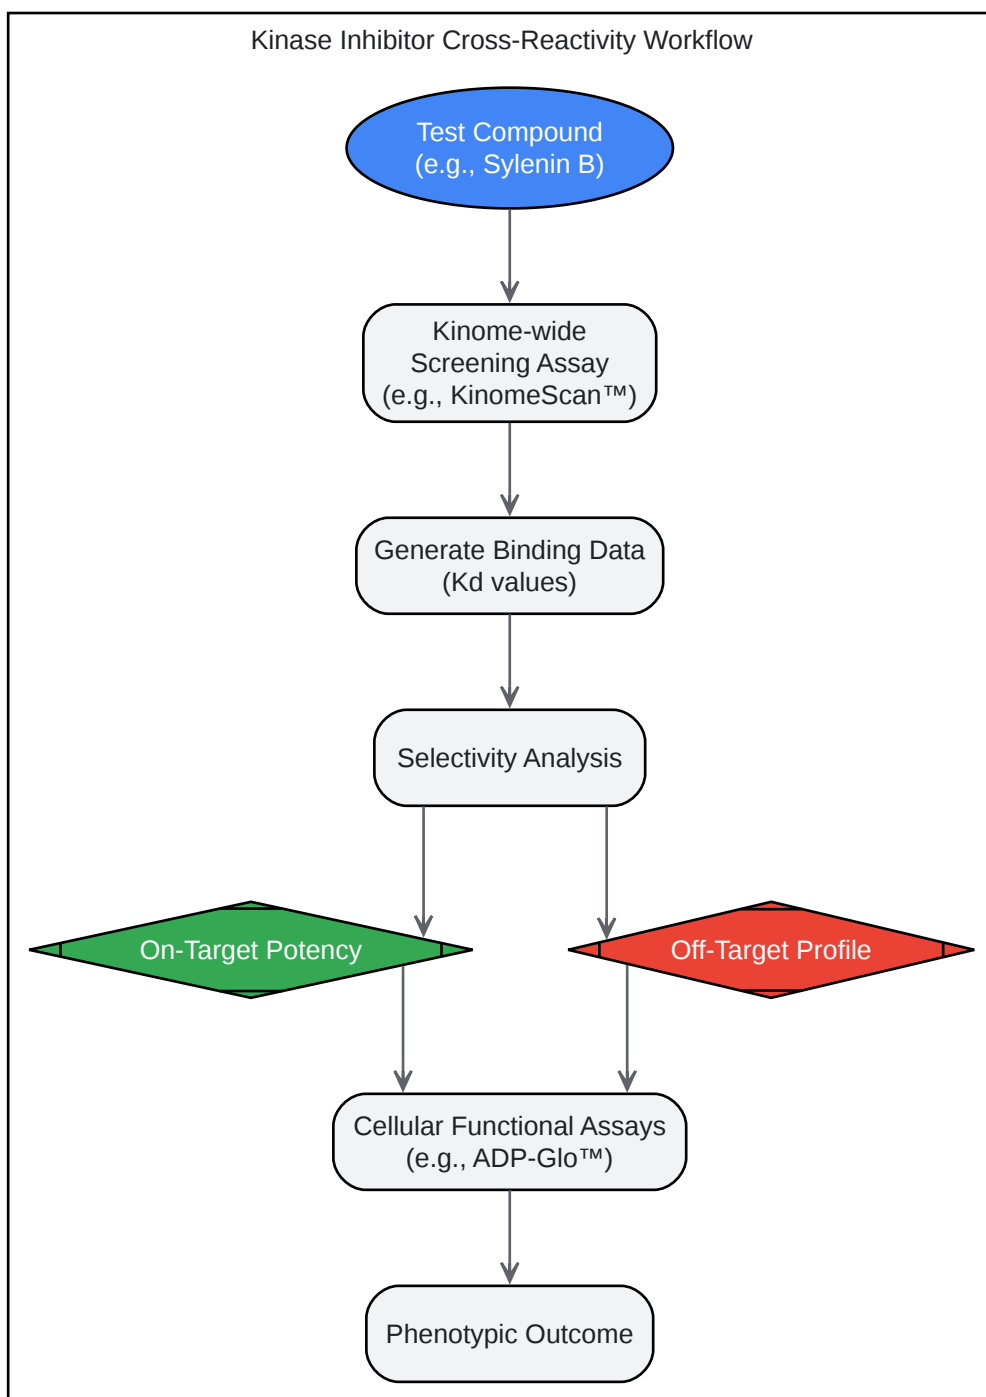 Kinase Inhibitor Cross-Reactivity Workflow
Test Compound
(e.g., Sylenin B)
Kinome-wide
Screening Assay
(e.g., KinomeScan™)
Generate Binding Data
(Kd values)
Selectivity Analysis
On-Target Potency
Off-Target Profile
Cellular Functional Assays
(e.g., ADP-Glo™)
Phenotypic Outcome